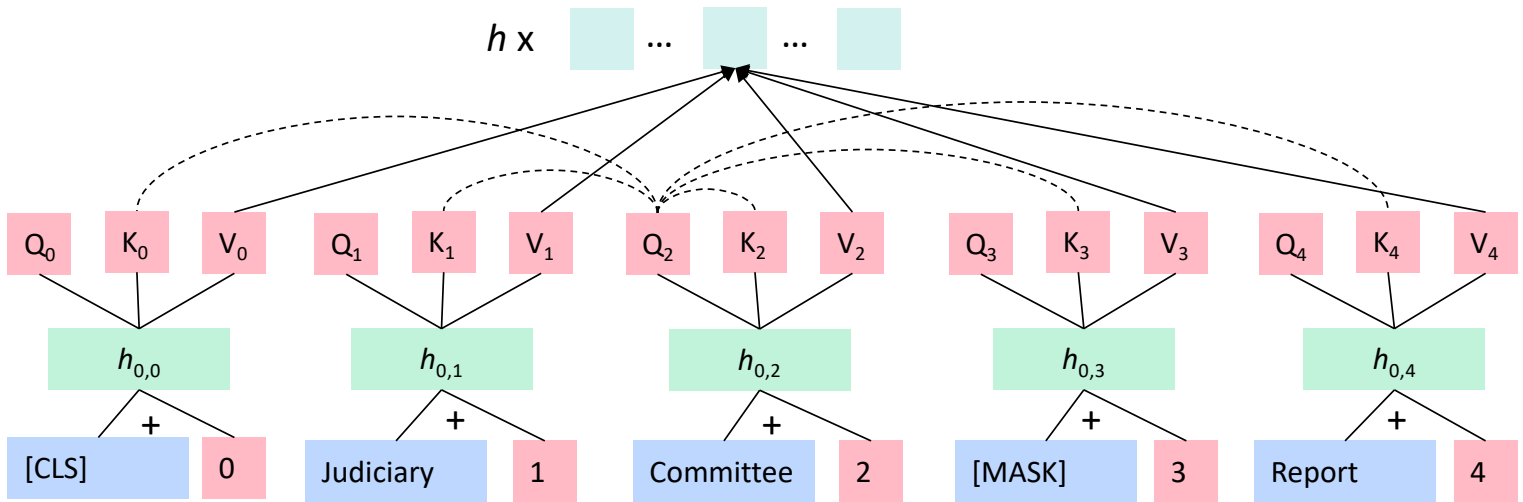 h x ... ...
Q0 K0 V0 Q1 K1 V1 Q2 K2 V2 Q3 K3 V3 Q4 K4 V4
h0,0 h0,1 h0,2 h0,3 h0,4
+ + + + +
[CLS] 0 Judiciary 1 Committee 2 [MASK] 3 Report 4